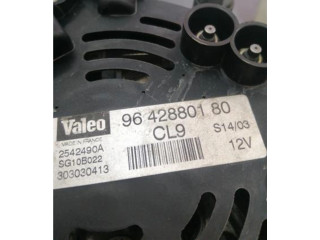 Valeo
MADE IN FRANCE
2542490A
SG10B022
303030413
96 428801 80
CL9
S14/03
12V